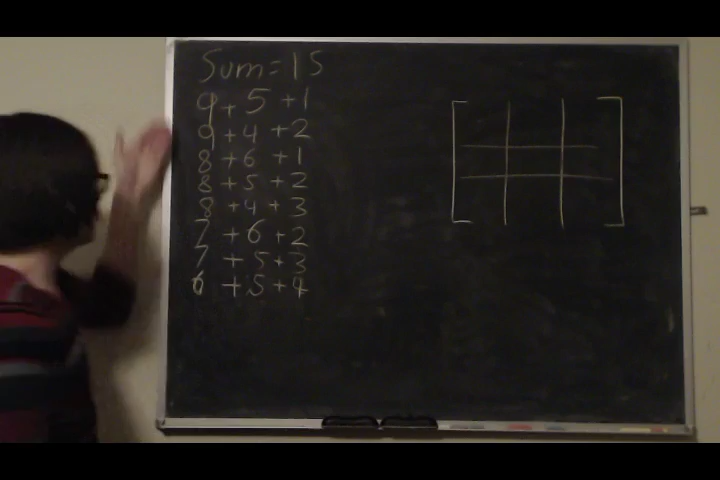 Sum = 15
9 + 5 + 1
9 + 4 + 2
8 + 6 + 1
8 + 5 + 2
8 + 4 + 3
7 + 6 + 2
7 + 5 + 3
6 + 5 + 4